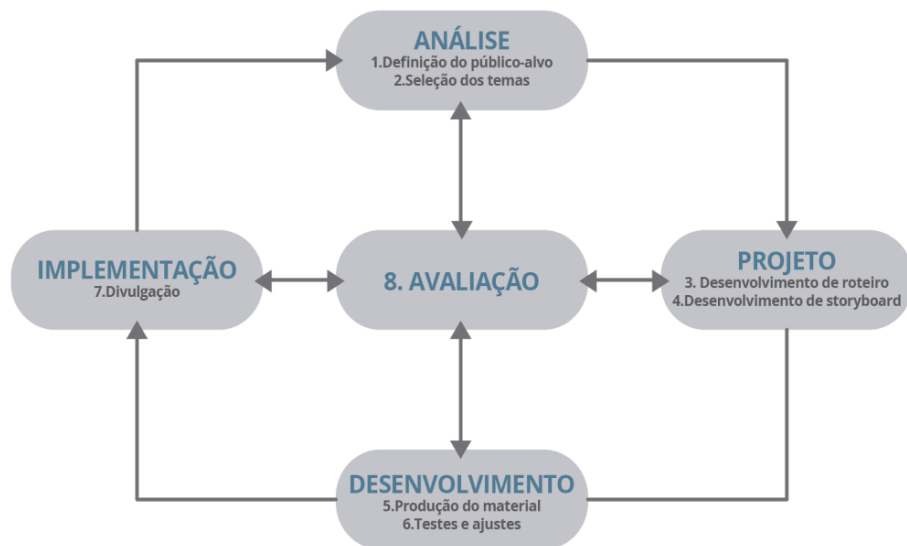 ANÁLISE
1.Definição do público-alvo
2.Seleção dos temas
IMPLEMENTAÇÃO
7.Divulgação
8. AVALIAÇÃO
PROJETO
3. Desenvolvimento de roteiro
4.Desenvolvimento de storyboard
DESENVOLVIMENTO
5.Produção do material
6.Testes e ajustes